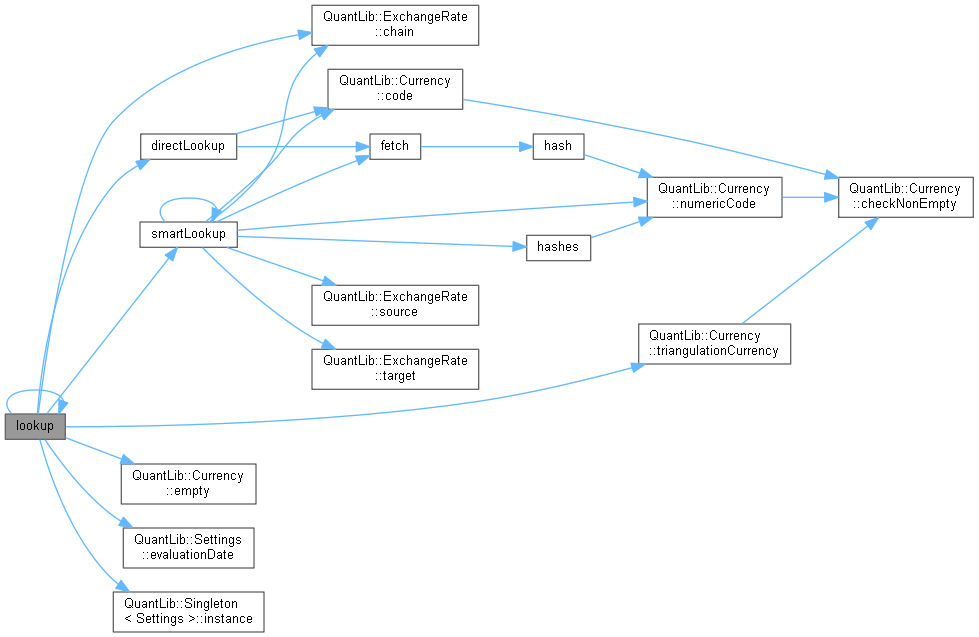 QuantLib::ExchangeRate
::chain
QuantLib::Currency
::code
directLookup
fetch
hash
QuantLib::Currency
::numericCode
QuantLib::Currency
::checkNonEmpty
smartLookup
hashes
QuantLib::ExchangeRate
::source
QuantLib::Currency
::triangulationCurrency
QuantLib::ExchangeRate
::target
lookup
QuantLib::Currency
::empty
QuantLib::Settings
::evaluationDate
QuantLib::Singleton
< Settings >::instance